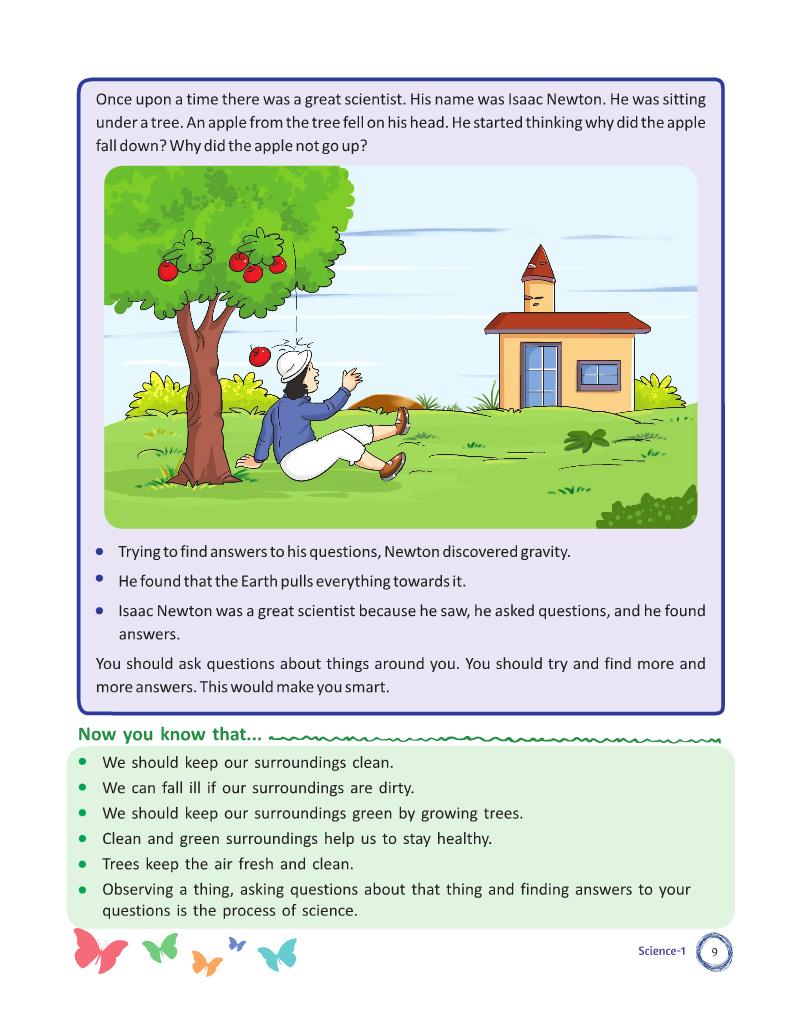 Once upon a time there was a great scientist. His name was Isaac Newton. He was sitting
under a tree. An apple from the tree fell on his head. He started thinking why did the apple
fall down? Why did the apple not go up?
• Trying to find answers to his questions, Newton discovered gravity.
• He found that the Earth pulls everything towards it.
• Isaac Newton was a great scientist because he saw, he asked questions, and he found
answers.
You should ask questions about things around you. You should try and find more and
more answers. This would make you smart.
Now you know that...
• We should keep our surroundings clean.
• We can fall ill if our surroundings are dirty.
• We should keep our surroundings green by growing trees.
• Clean and green surroundings help us to stay healthy.
• Trees keep the air fresh and clean.
• Observing a thing, asking questions about that thing and finding answers to your
questions is the process of science.
Science-1 9